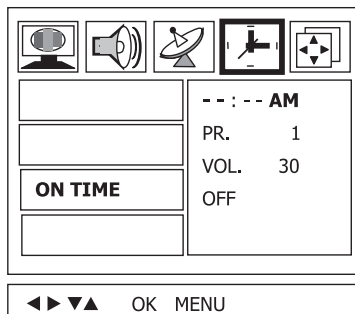 - - : - - AM
PR. 1
VOL. 30
ON TIME
OFF
◀ ▶ ▼ ▲ OK MENU